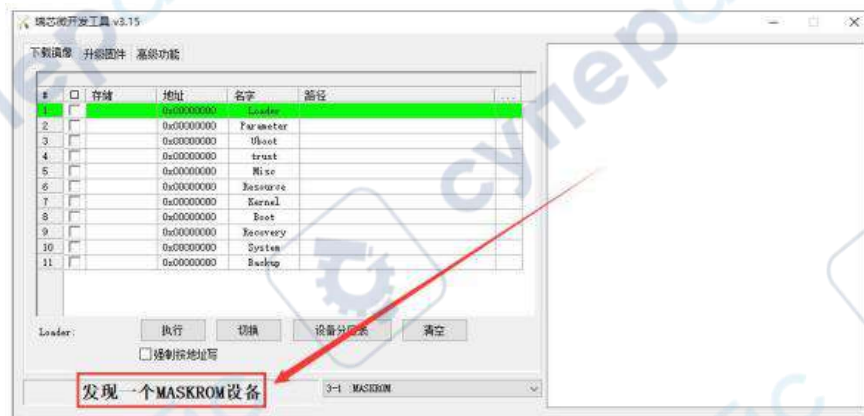 瑞芯微开发工具 v3.15
下载镜像 升级固件 高级功能
# 存储 地址 名字 路径 ...
1 0x00000000 Loader
2 0x00000000 Parameter
3 0x00000000 Uboot
4 0x00000000 trust
5 0x00000000 Misc
6 0x00000000 Resource
7 0x00000000 Kernel
8 0x00000000 Boot
9 0x00000000 Recovery
10 0x00000000 System
11 0x00000000 Backup
Loader: 执行 切换 设备分区表 清空
强制按地址写
发现一个MASKROM设备 3-1 MASKROM
супер